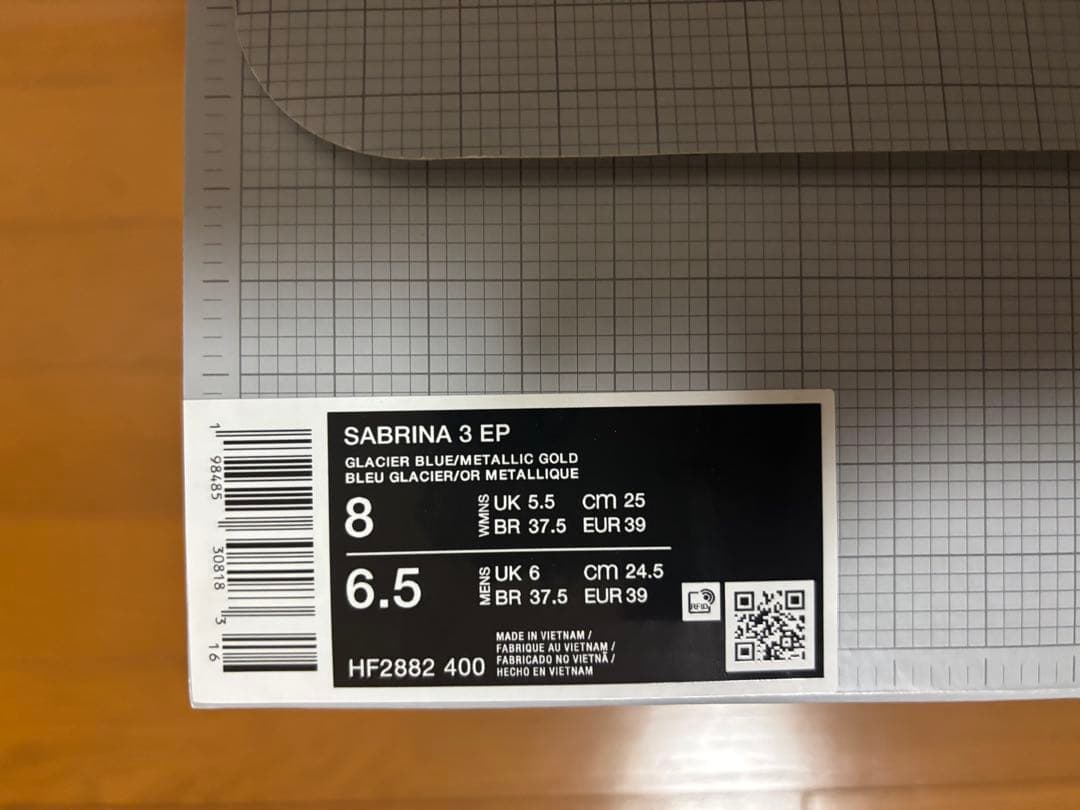 SABRINA 3 EP
GLACIER BLUE/METALLIC GOLD
BLEU GLACIER/OR METALLIQUE
8 WMNS UK 5.5 CM 25
BR 37.5 EUR 39
6.5 MENS UK 6 CM 24.5
BR 37.5 EUR 39
HF2882 400
MADE IN VIETNAM /
FABRIQUE AU VIETNAM /
FABRICADO NO VIETNÃ /
HECHO EN VIETNAM
RFID
1 98485 30818 3 16